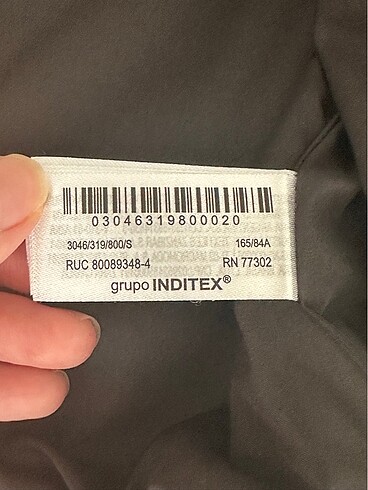 03046319800020
3046/319/800/S 165/84A
RUC 80089348-4 RN 77302
grupo INDITEX®